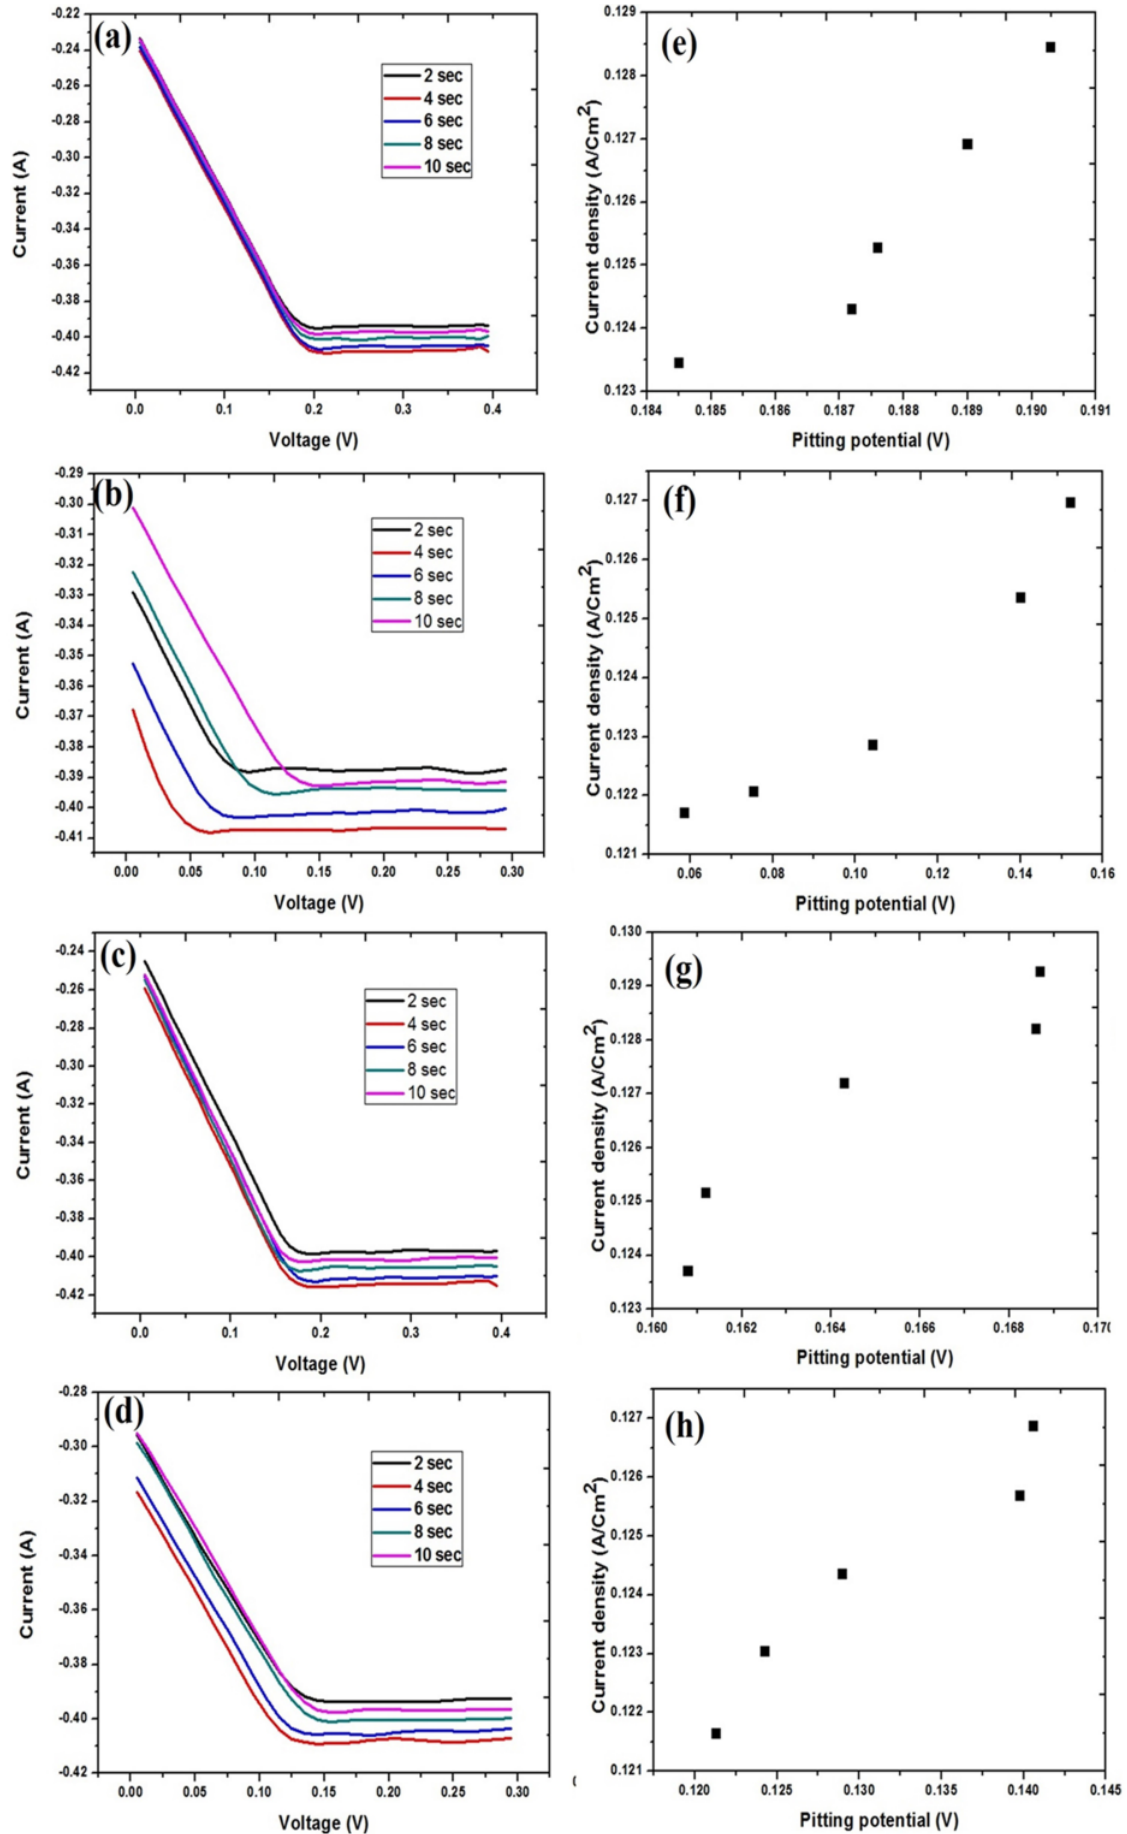 (a)
-0.22
-0.24
-0.26
-0.28
-0.30
-0.32
-0.34
-0.36
-0.38
-0.40
-0.42
Current (A)
2 sec
4 sec
6 sec
8 sec
10 sec
0.0 0.1 0.2 0.3 0.4
Voltage (V)
(e)
0.129
0.128
0.127
0.126
0.125
0.124
0.123
Current density (A/Cm2)
0.184 0.185 0.186 0.187 0.188 0.189 0.190 0.191
Pitting potential (V)
(b)
-0.29
-0.30
-0.31
-0.32
-0.33
-0.34
-0.35
-0.36
-0.37
-0.38
-0.39
-0.40
-0.41
Current (A)
2 sec
4 sec
6 sec
8 sec
10 sec
0.00 0.05 0.10 0.15 0.20 0.25 0.30
Voltage (V)
(f)
0.127
0.126
0.125
0.124
0.123
0.122
0.121
Current density (A/Cm2)
0.06 0.08 0.10 0.12 0.14 0.16
Pitting potential (V)
(c)
-0.24
-0.26
-0.28
-0.30
-0.32
-0.34
-0.36
-0.38
-0.40
-0.42
Current (A)
2 sec
4 sec
6 sec
8 sec
10 sec
0.0 0.1 0.2 0.3 0.4
Voltage (V)
(g)
0.130
0.129
0.128
0.127
0.126
0.125
0.124
0.123
Current density (A/Cm2)
0.160 0.162 0.164 0.166 0.168 0.170
Pitting potential (V)
(d)
-0.28
-0.30
-0.32
-0.34
-0.36
-0.38
-0.40
-0.42
Current (A)
2 sec
4 sec
6 sec
8 sec
10 sec
0.00 0.05 0.10 0.15 0.20 0.25 0.30
Voltage (V)
(h)
0.127
0.126
0.125
0.124
0.123
0.122
0.121
Current density (A/Cm2)
0.120 0.125 0.130 0.135 0.140 0.145
Pitting potential (V)